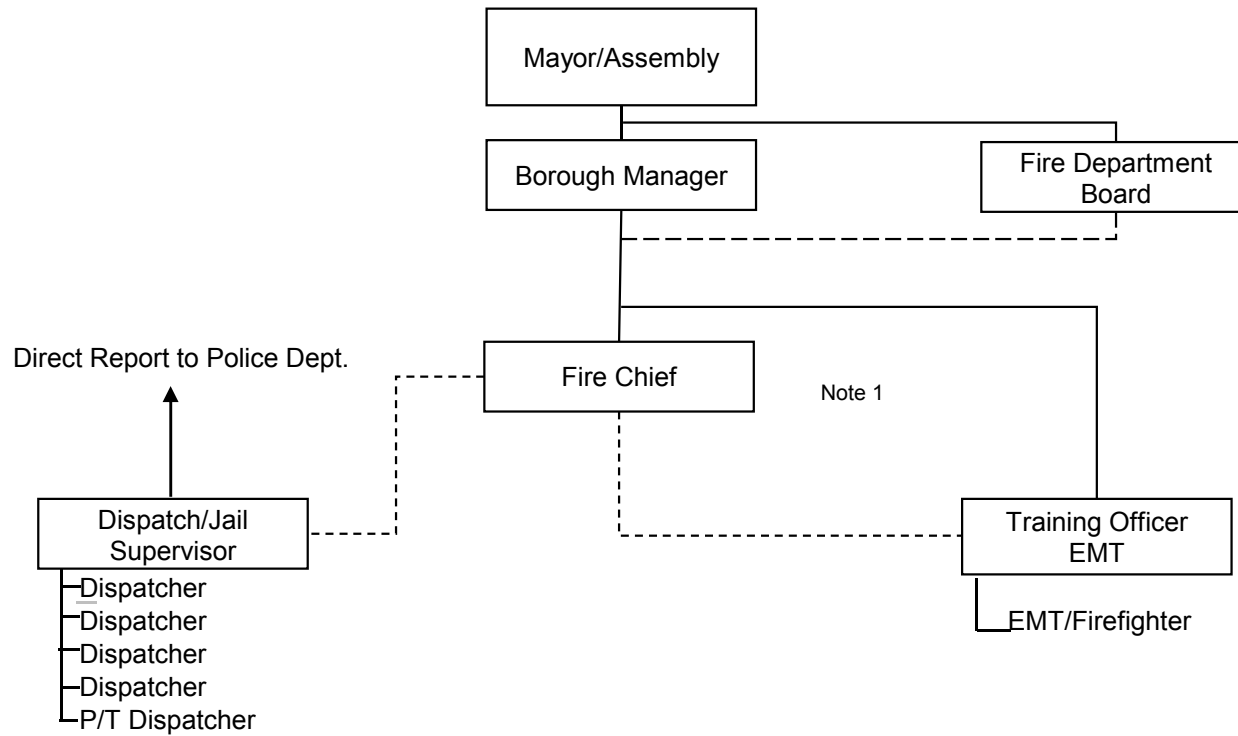 Mayor/Assembly
Borough Manager
Fire Department
Board
Direct Report to Police Dept.
Fire Chief
Note 1
Dispatch/Jail
Supervisor
Training Officer
EMT
Dispatcher
Dispatcher
Dispatcher
Dispatcher
P/T Dispatcher
EMT/Firefighter